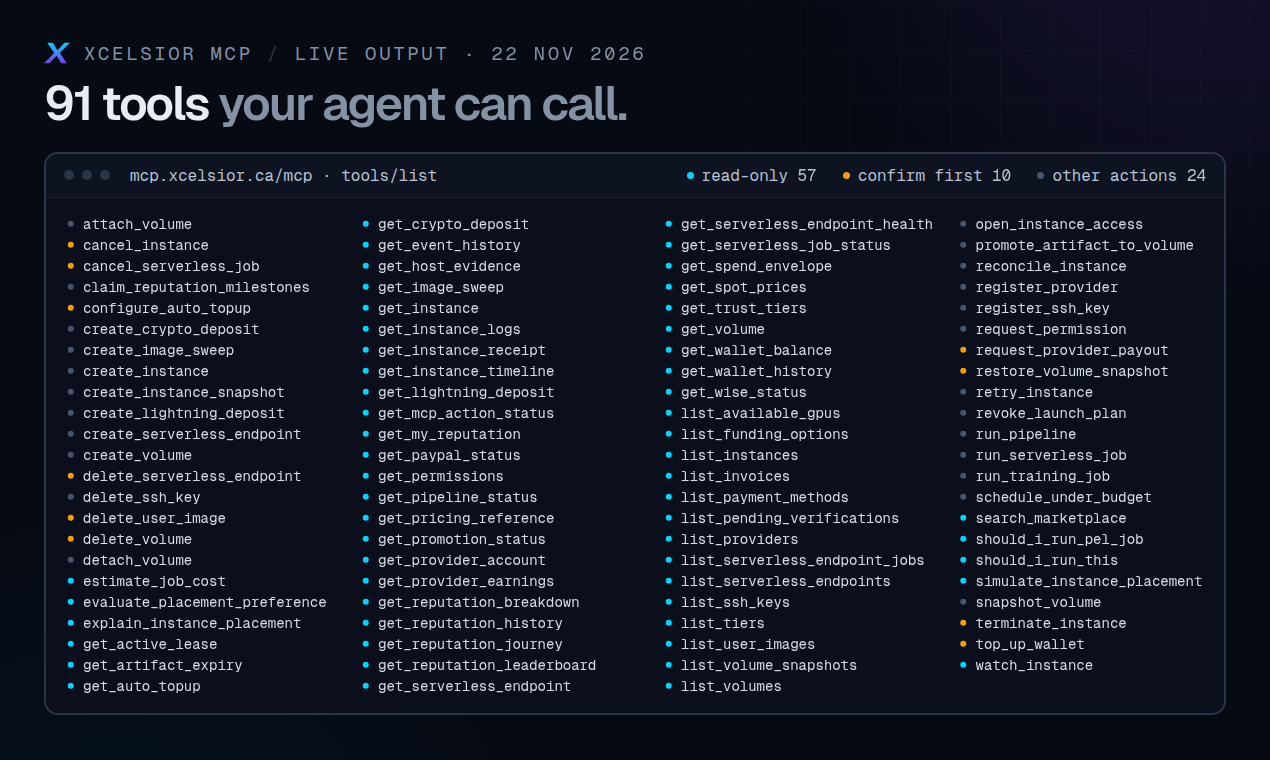 XCELSIOR MCP / LIVE OUTPUT · 22 NOV 2026
91 tools your agent can call.
mcp.xcelsior.ca/mcp · tools/list
read-only 57
confirm first 10
other actions 24
attach_volume
cancel_instance
cancel_serverless_job
claim_reputation_milestones
configure_auto_topup
create_crypto_deposit
create_image_sweep
create_instance
create_instance_snapshot
create_lightning_deposit
create_serverless_endpoint
create_volume
delete_serverless_endpoint
delete_ssh_key
delete_user_image
delete_volume
detach_volume
estimate_job_cost
evaluate_placement_preference
explain_instance_placement
get_active_lease
get_artifact_expiry
get_auto_topup
get_crypto_deposit
get_event_history
get_host_evidence
get_image_sweep
get_instance
get_instance_logs
get_instance_receipt
get_instance_timeline
get_lightning_deposit
get_mcp_action_status
get_my_reputation
get_paypal_status
get_permissions
get_pipeline_status
get_pricing_reference
get_promotion_status
get_provider_account
get_provider_earnings
get_reputation_breakdown
get_reputation_history
get_reputation_journey
get_reputation_leaderboard
get_serverless_endpoint
get_serverless_endpoint_health
get_serverless_job_status
get_spend_envelope
get_spot_prices
get_trust_tiers
get_volume
get_wallet_balance
get_wallet_history
get_wise_status
list_available_gpus
list_funding_options
list_instances
list_invoices
list_payment_methods
list_pending_verifications
list_providers
list_serverless_endpoint_jobs
list_serverless_endpoints
list_ssh_keys
list_tiers
list_user_images
list_volume_snapshots
list_volumes
open_instance_access
promote_artifact_to_volume
reconcile_instance
register_provider
register_ssh_key
request_permission
request_provider_payout
restore_volume_snapshot
retry_instance
revoke_launch_plan
run_pipeline
run_serverless_job
run_training_job
schedule_under_budget
search_marketplace
should_i_run_pel_job
should_i_run_this
simulate_instance_placement
snapshot_volume
terminate_instance
top_up_wallet
watch_instance